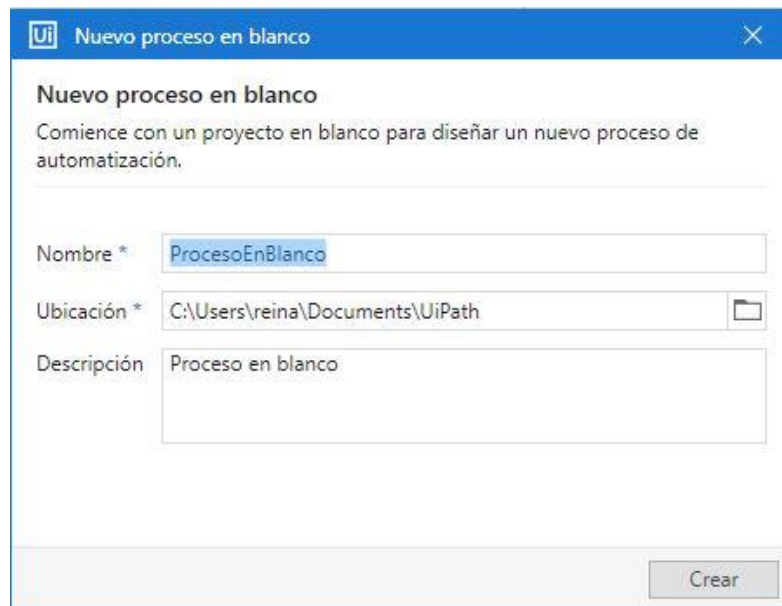 Ui Nuevo proceso en blanco
Nuevo proceso en blanco
Comience con un proyecto en blanco para diseñar un nuevo proceso de
automatización.
Nombre * ProcesoEnBlanco
Ubicación * C:\Users\reina\Documents\UiPath
Descripción Proceso en blanco
Crear